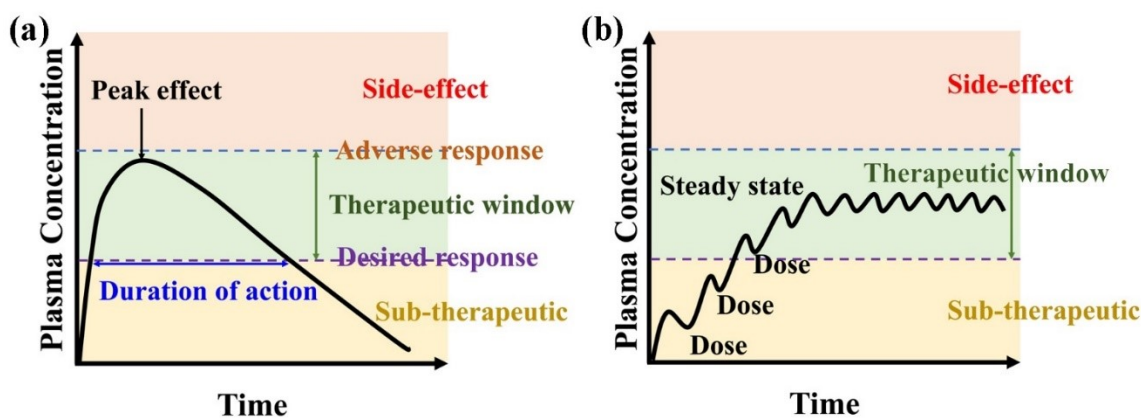 (a)
Plasma Concentration
Peak effect
Side-effect
Adverse response
Therapeutic window
Desired response
Duration of action
Sub-therapeutic
Time
(b)
Plasma Concentration
Side-effect
Therapeutic window
Steady state
Dose
Dose
Dose
Sub-therapeutic
Time